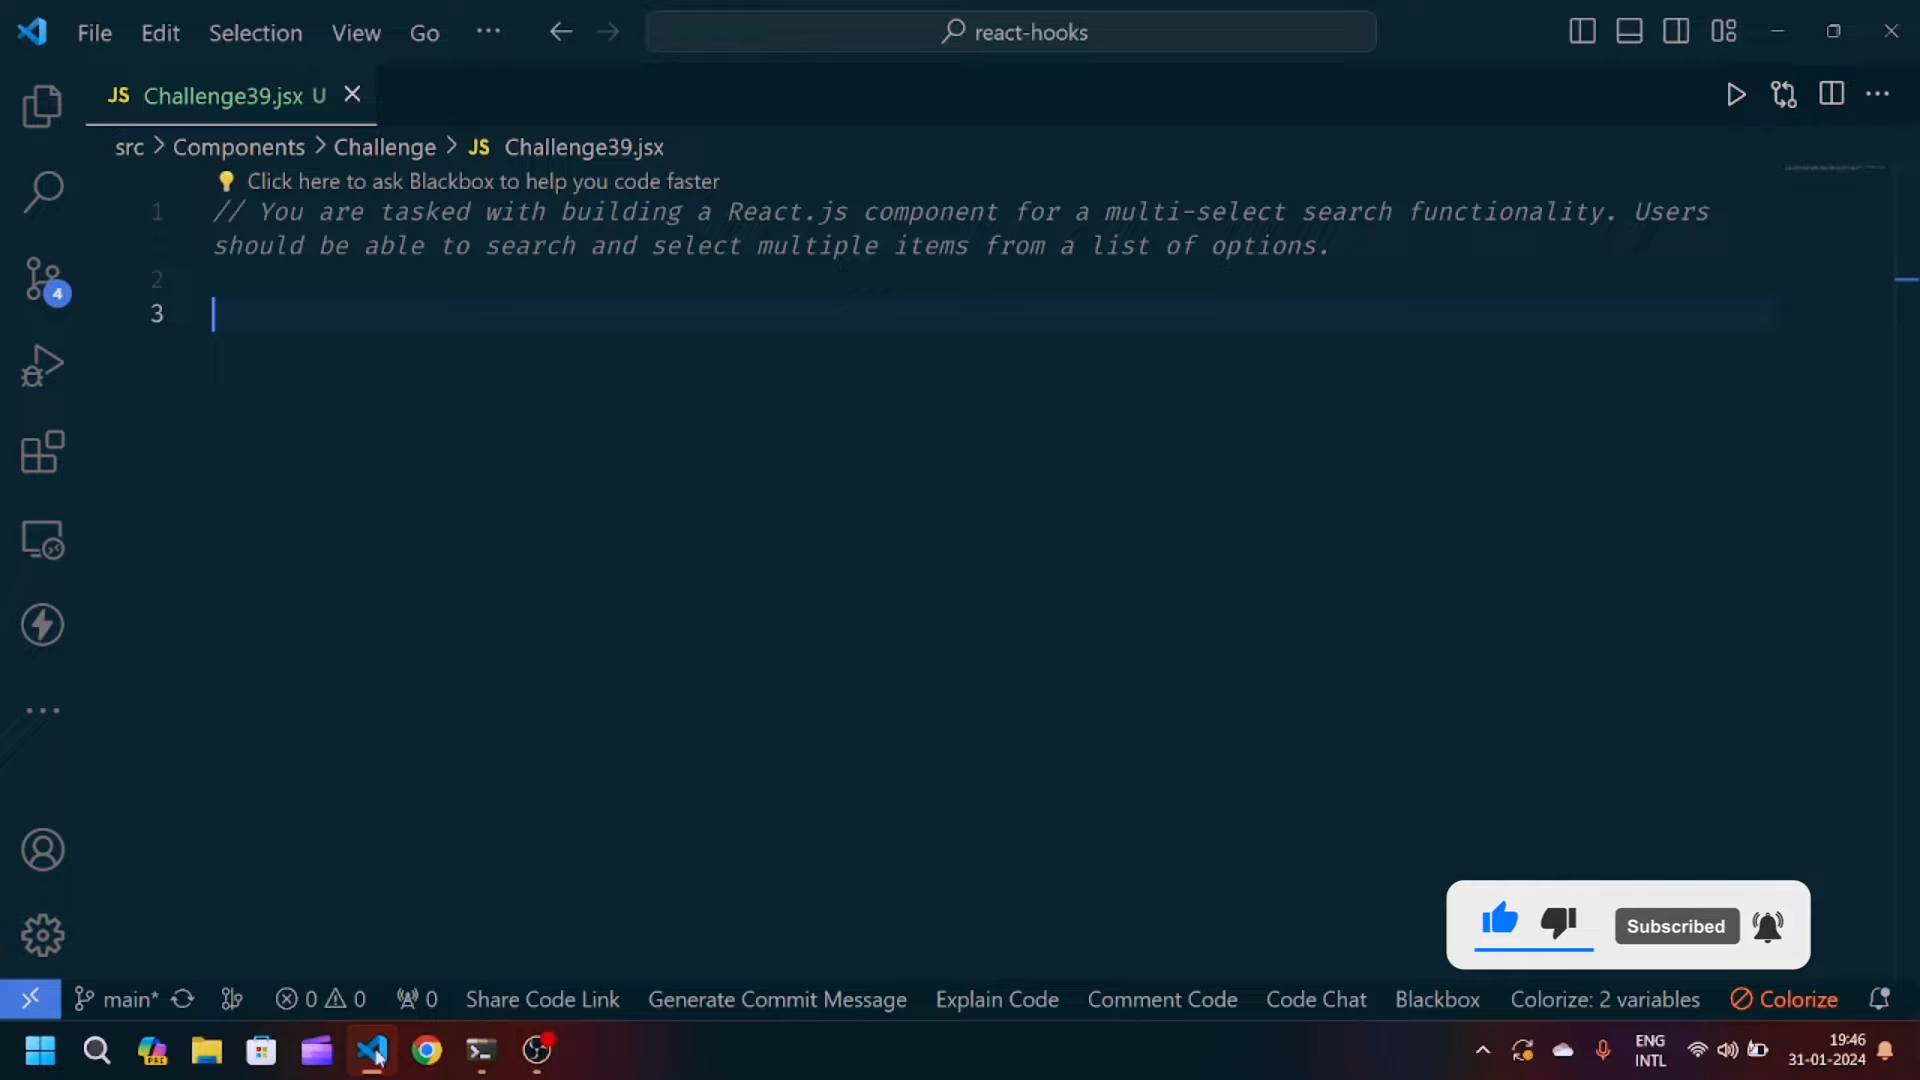 File Edit Selection View Go ··· react-hooks
JS Challenge39.jsx U
src > Components > Challenge > JS Challenge39.jsx
Click here to ask Blackbox to help you code faster
1 // You are tasked with building a React.js component for a multi-select search functionality. Users
should be able to search and select multiple items from a list of options.
2
3
4
Subscribed
main* 0 0 0 Share Code Link Generate Commit Message Explain Code Comment Code Code Chat Blackbox Colorize: 2 variables Colorize
PRE
ENG
INTL
19:46
31-01-2024